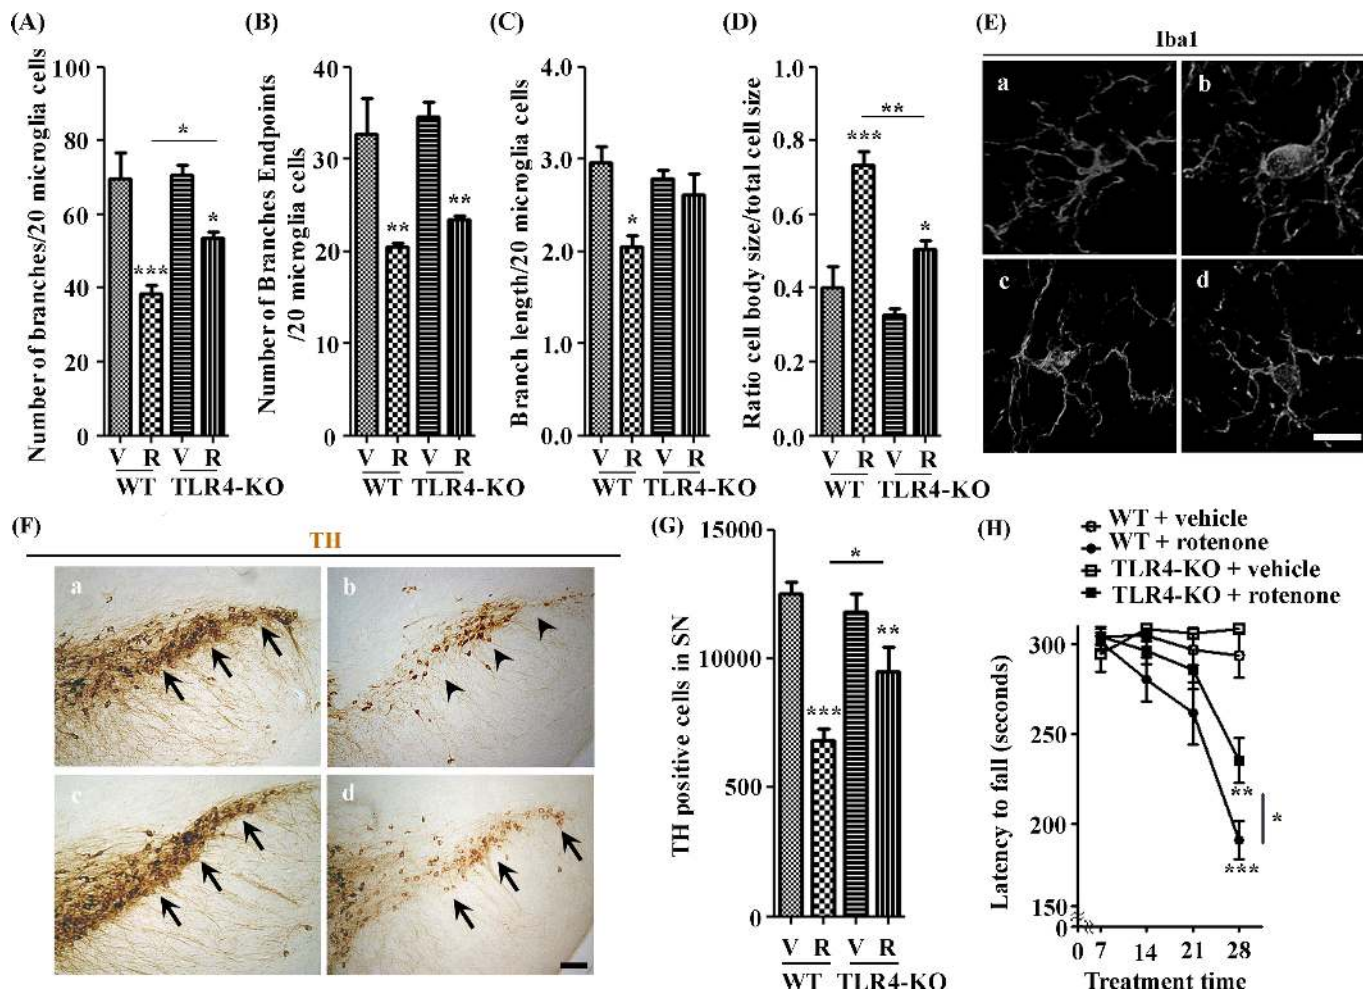 (A)
Number of branches/20 microglia cells
100
80
60
40
20
0
*
***
*
V R V R
WT TLR4-KO
(B)
Number of Branches Endpoints
/20 microglia cells
40
30
20
10
0
**
**
V R V R
WT TLR4-KO
(C)
Branch length/20 microglia cells
4.0
3.0
2.0
1.0
0.0
*
V R V R
WT TLR4-KO
(D)
Ratio cell body size/total cell size
1.0
0.8
0.6
0.4
0.2
0.0
**
***
*
V R V R
WT TLR4-KO
(E)
Iba1
a b
c d
(F)
TH
a b
c d
(G)
TH positive cells in SN
15000
10000
5000
0
*
**
***
V R V R
WT TLR4-KO
(H)
WT + vehicle
WT + rotenone
TLR4-KO + vehicle
TLR4-KO + rotenone
Latency to fall (seconds)
300
250
200
150
0
**
*
***
0 7 14 21 28
Treatment time